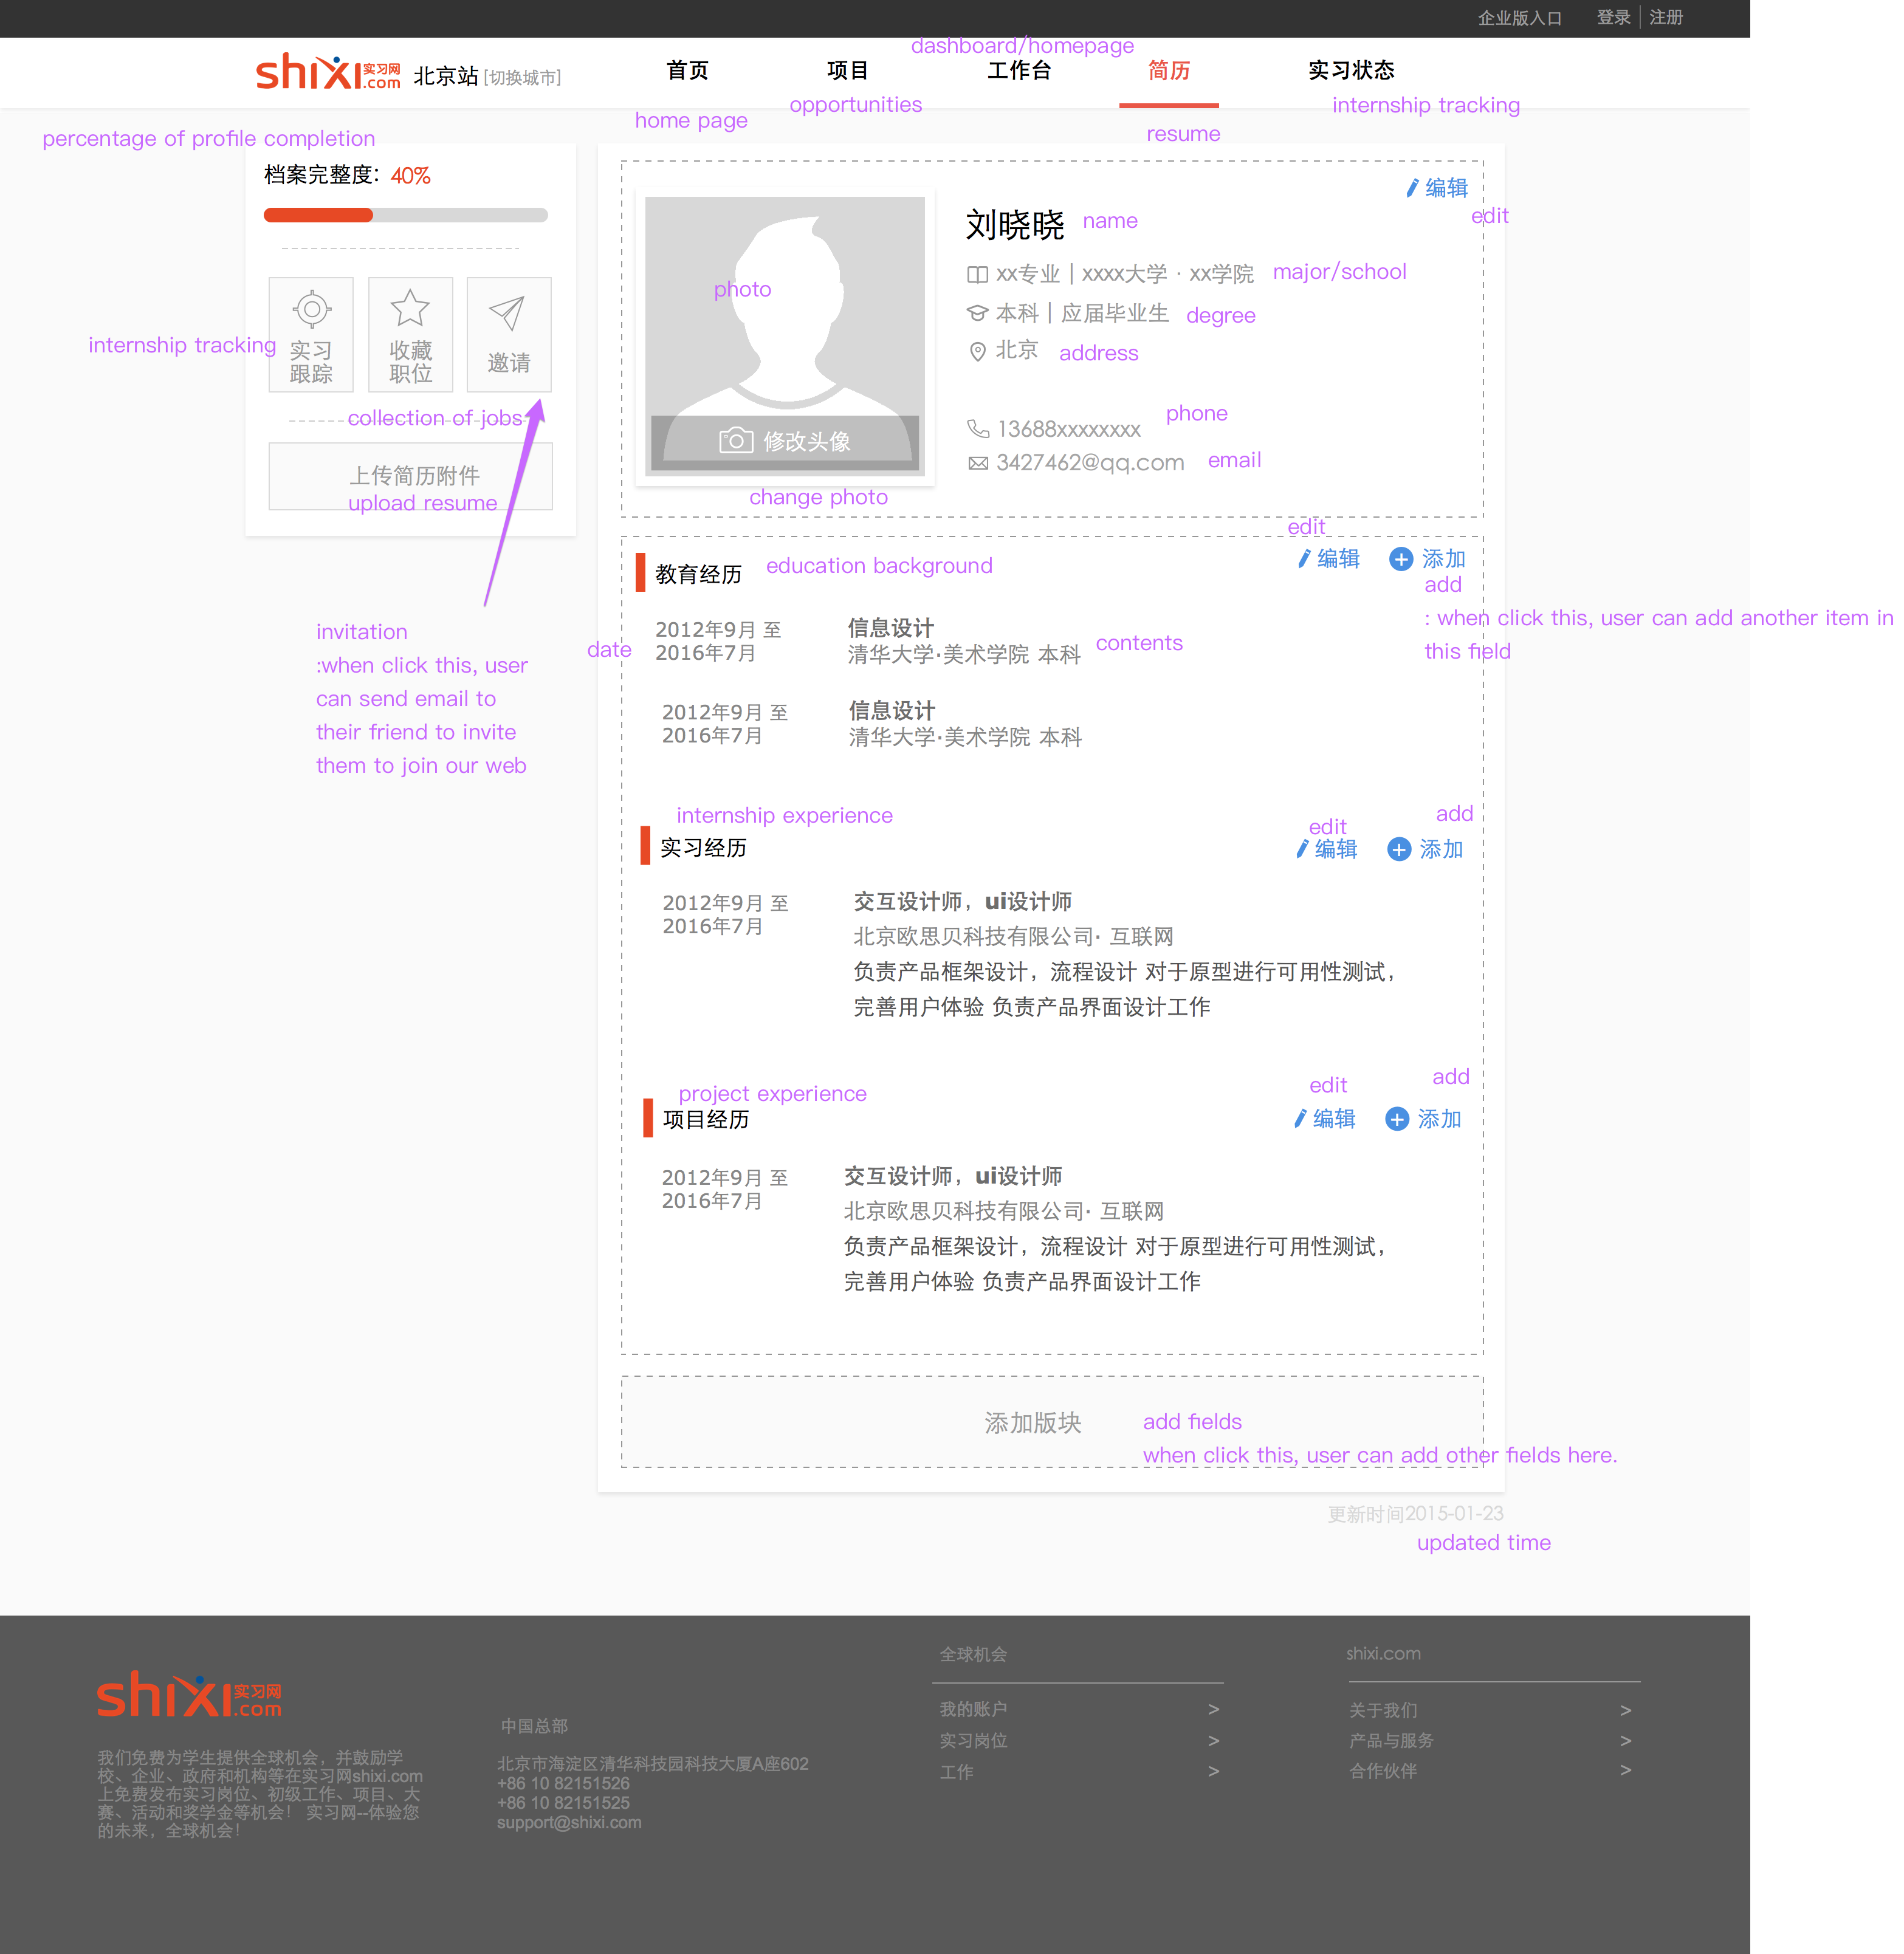 企业版入口 登录 注册
dashboard/homepage
shixi实习网.com 北京站 [切换城市] 首页 项目 工作台 简历 实习状态
opportunities internship tracking
home page
resume
percentage of profile completion
档案完整度： 40%
实习
跟踪
internship tracking
收藏
职位
邀请
collection of jobs
上传简历附件
upload resume
invitation
:when click this, user
can send email to
their friend to invite
them to join our web
编辑
edit
photo
修改头像
change photo
刘晓晓 name
xx专业 | xxxx大学 · xx学院 major/school
本科 | 应届毕业生 degree
北京 address
13688xxxxxxxx phone
3427462@qq.com email
edit
教育经历 education background 编辑 添加
add
: when click this, user can add another item in
this field
2012年9月 至
2016年7月
date
信息设计
清华大学·美术学院 本科 contents
2012年9月 至
2016年7月
信息设计
清华大学·美术学院 本科
internship experience edit add
实习经历 编辑 添加
2012年9月 至
2016年7月
交互设计师，ui设计师
北京欧思贝科技有限公司· 互联网
负责产品框架设计，流程设计 对于原型进行可用性测试，
完善用户体验 负责产品界面设计工作
project experience edit add
项目经历 编辑 添加
2012年9月 至
2016年7月
交互设计师，ui设计师
北京欧思贝科技有限公司· 互联网
负责产品框架设计，流程设计 对于原型进行可用性测试，
完善用户体验 负责产品界面设计工作
添加版块 add fields
when click this, user can add other fields here.
更新时间2015-01-23
updated time
shixi实习网.com
我们免费为学生提供全球机会，并鼓励学
校、企业、政府和机构等在实习网shixi.com
上免费发布实习岗位、初级工作、项目、大
赛、活动和奖学金等机会！ 实习网--体验您
的未来，全球机会！
中国总部
北京市海淀区清华科技园科技大厦A座602
+86 10 82151526
+86 10 82151525
support@shixi.com
全球机会
我的账户 >
实习岗位 >
工作 >
shixi.com
关于我们 >
产品与服务 >
合作伙伴 >